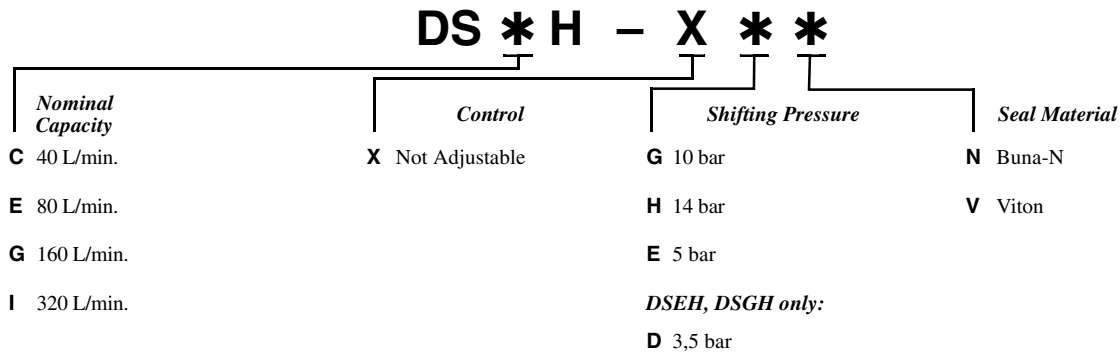 DS ✱ H – X ✱ ✱
Nominal
Capacity
Control
Shifting Pressure
Seal Material
C 40 L/min.
X Not Adjustable
G 10 bar
N Buna-N
E 80 L/min.
H 14 bar
V Viton
G 160 L/min.
E 5 bar
I 320 L/min.
DSEH, DSGH only:
D 3,5 bar